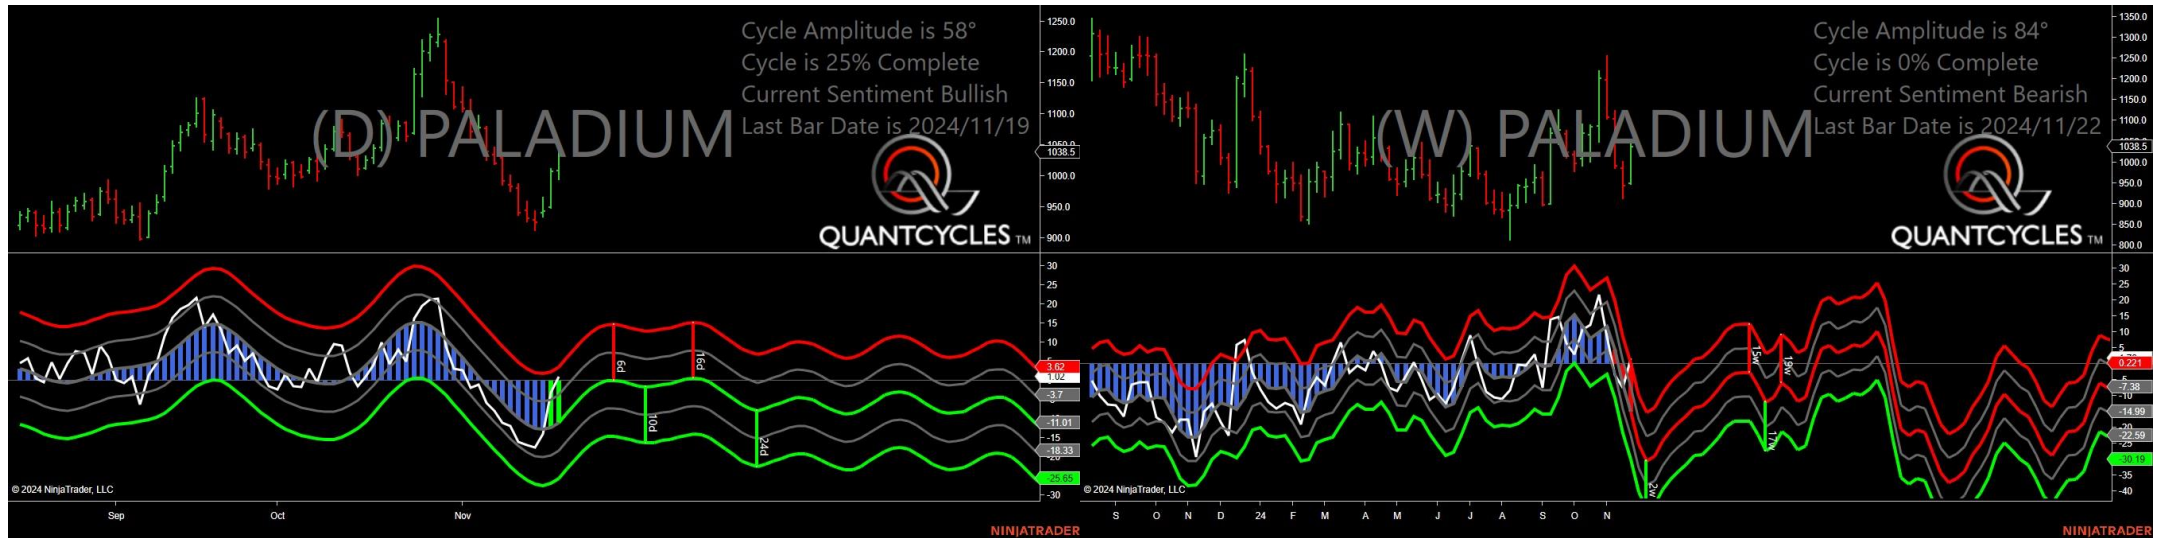 Cycle Amplitude is 58°
Cycle is 25% Complete
Current Sentiment Bullish
Last Bar Date is 2024/11/19
(D) PALADIUM
QUANTCYCLES TM
1250.0
1200.0
1150.0
1100.0
1050.0
1038.5
1000.0
950.0
900.0
30
25
20
15
10
5
3.62
1.02
-3.7
-11.01
-15
-18.33
-25.65
-30
6d
16d
10d
24d
© 2024 NinjaTrader, LLC
Sep Oct Nov
NINJATRADER
Cycle Amplitude is 84°
Cycle is 0% Complete
Current Sentiment Bearish
Last Bar Date is 2024/11/22
(W) PALADIUM
QUANTCYCLES TM
1350.0
1300.0
1250.0
1200.0
1150.0
1100.0
1038.5
1000.0
950.0
900.0
850.0
800.0
30
25
20
15
10
5
0.221
-7.38
-10
-14.99
-22.59
-30.19
-35
-40
15w
19w
17w
2w
© 2024 NinjaTrader, LLC
S O N D 24 F M A M J J A S O N
NINJATRADER